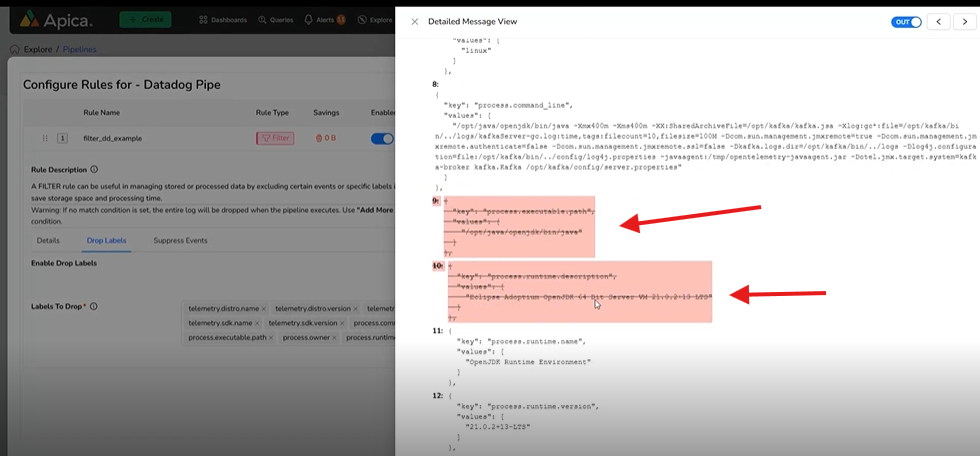 Apica.
+ Create
Dashboards
Queries
Alerts
Explore
Explore / Pipelines
Configure Rules for - Datadog Pipe
Rule Name
Rule Type
Savings
Enable
1
filter_dd_example
Filter
0 B
Rule Description
A FILTER rule can be useful in managing stored or processed data by excluding certain events or specific labels
save storage space and processing time.
Warning: If no match condition is set, the entire log will be dropped when the pipeline executes. Use "Add More
condition.
Details
Drop Labels
Suppress Events
Enable Drop Labels
Labels To Drop*
telemetry.distro.name ×
telemetry.distro.version ×
telemetry.sdk.name ×
telemetry.sdk.version ×
process.executable.path ×
process.owner ×
process.runtime
× Detailed Message View
OUT
<
>
"values": [
"linux"
]
},
8:
{
"key": "process.command_line",
"values": [
"/opt/java/openjdk/bin/java -Xmx400m -Xms400m -XX:SharedArchiveFile=/opt/kafka/kafka.jsa -Xlog:gc*:file=/opt/kafka/bi
n/../logs/kafkaServer-gc.log:time,tags:filecount=10,filesize=100M -Dcom.sun.management.jmxremote=true -Dcom.sun.management.jm
xremote.authenticate=false -Dcom.sun.management.jmxremote.ssl=false -Dkafka.logs.dir=/opt/kafka/bin/../logs -Dlog4j.configura
tion=file:/opt/kafka/bin/../config/log4j.properties -javaagent:/tmp/opentelemetry-javaagent.jar -Dotel.jmx.target.system=kafk
a-broker kafka.Kafka /opt/kafka/config/server.properties"
]
},
9: {
"key": "process.executable.path",
"values": [
"/opt/java/openjdk/bin/java"
]
},
10: {
"key": "process.runtime.description",
"values": [
"Eclipse Adoptium OpenJDK 64-Bit Server VM 21.0.2+13-LTS"
]
},
11: {
"key": "process.runtime.name",
"values": [
"OpenJDK Runtime Environment"
]
},
12: {
"key": "process.runtime.version",
"values": [
"21.0.2+13-LTS"
]
},